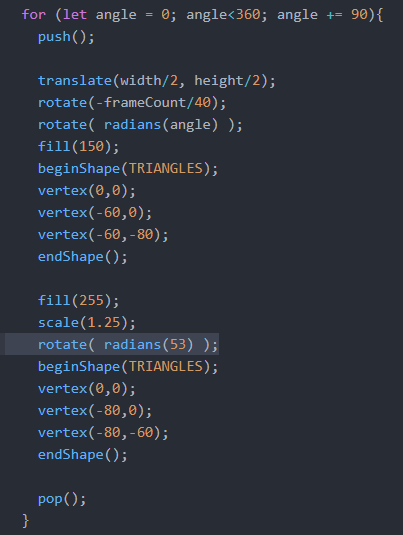 for (let angle = 0; angle<360; angle += 90){
push();
translate(width/2, height/2);
rotate(-frameCount/40);
rotate( radians(angle) );
fill(150);
beginShape(TRIANGLES);
vertex(0,0);
vertex(-60,0);
vertex(-60,-80);
endShape();
fill(255);
scale(1.25);
rotate( radians(53) );
beginShape(TRIANGLES);
vertex(0,0);
vertex(-80,0);
vertex(-80,-60);
endShape();
pop();
}